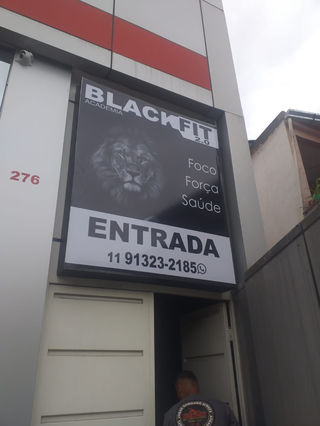 BLACKFIT
ACADEMIA
2.0
Foco
Força
Saúde
276
ENTRADA
11 91323-2185